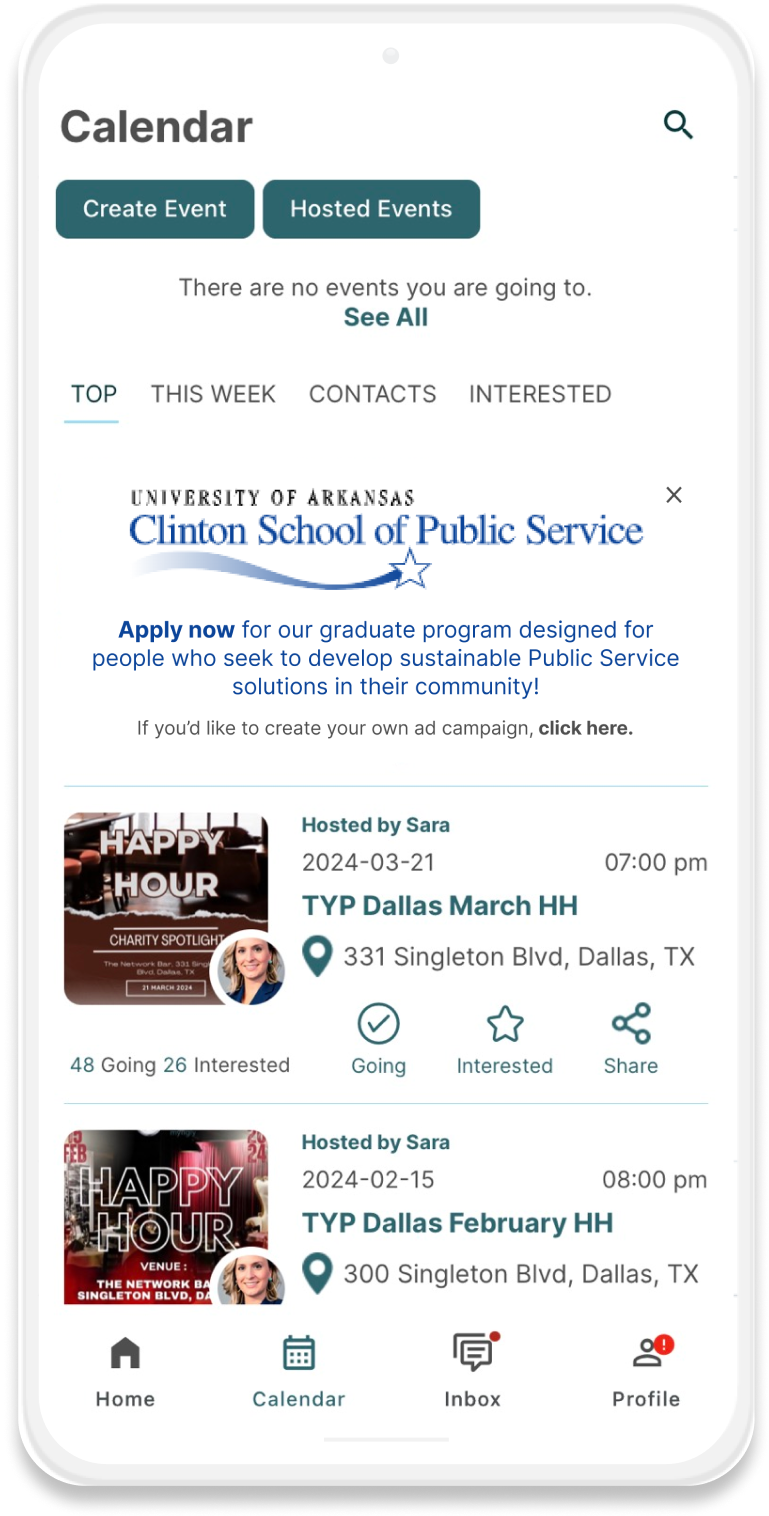 Calendar
Create Event Hosted Events
There are no events you are going to.
See All
TOP THIS WEEK CONTACTS INTERESTED
UNIVERSITY OF ARKANSAS
Clinton School of Public Service
Apply now for our graduate program designed for
people who seek to develop sustainable Public Service
solutions in their community!
If you’d like to create your own ad campaign, click here.
HAPPY
HOUR
CHARITY SPOTLIGHT
The Network Bar, 331 Sing
Blvd, Dallas, TX
21 MARCH 2024
Hosted by Sara
2024-03-21 07:00 pm
TYP Dallas March HH
331 Singleton Blvd, Dallas, TX
48 Going 26 Interested
Going Interested Share
FEB 24
HAPPY
HOUR
VENUE :
THE NETWORK BA
SINGLETON BLVD, DA
Hosted by Sara
2024-02-15 08:00 pm
TYP Dallas February HH
300 Singleton Blvd, Dallas, TX
Home Calendar Inbox Profile